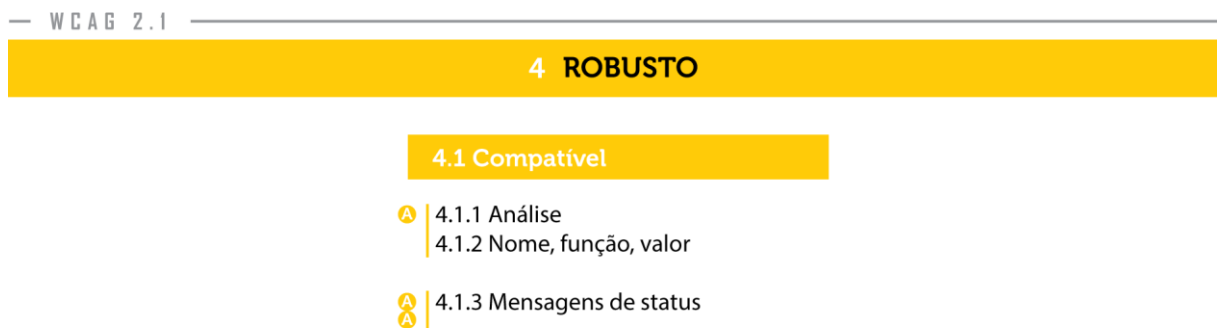 WCAG 2.1
4 ROBUSTO
4.1 Compatível
A 4.1.1 Análise
4.1.2 Nome, função, valor
A 4.1.3 Mensagens de status
A